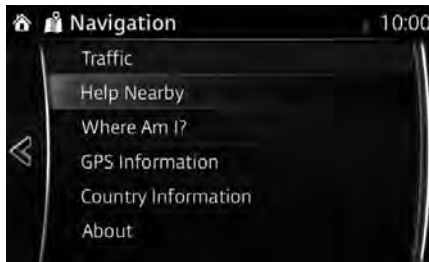 Navigation 10:00
Traffic
Help Nearby
Where Am I?
GPS Information
Country Information
About